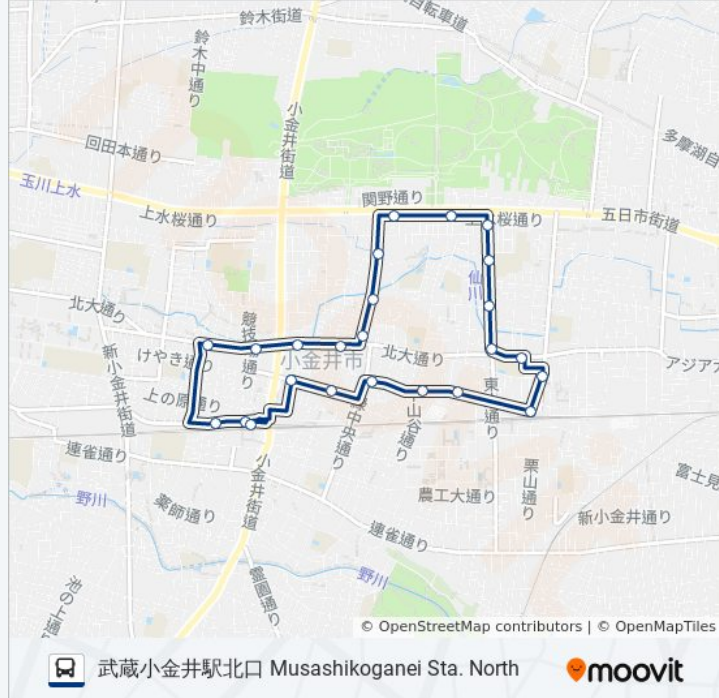 鈴木街道
自転車道
鈴木中通り
小金井街道
回田本通り
多摩湖自
玉川上水
関野通り
上水桜通り
桜通り
五日市街道
仙川
北大通り
競技
通り
けやき通り
小金井市
北大通り
アジア
新小金井街道
上の原通り
東
通り
中央通り
山谷通り
連雀通り
小金井街道
栗山通り
富士見
野川
薬師通り
農工大通り
新小金井通り
連雀通り
霊園通り
野川
池の上通
© OpenStreetMap contributors | © OpenMapTiles
武蔵小金井駅北口 Musashikoganei Sta. North
moovit